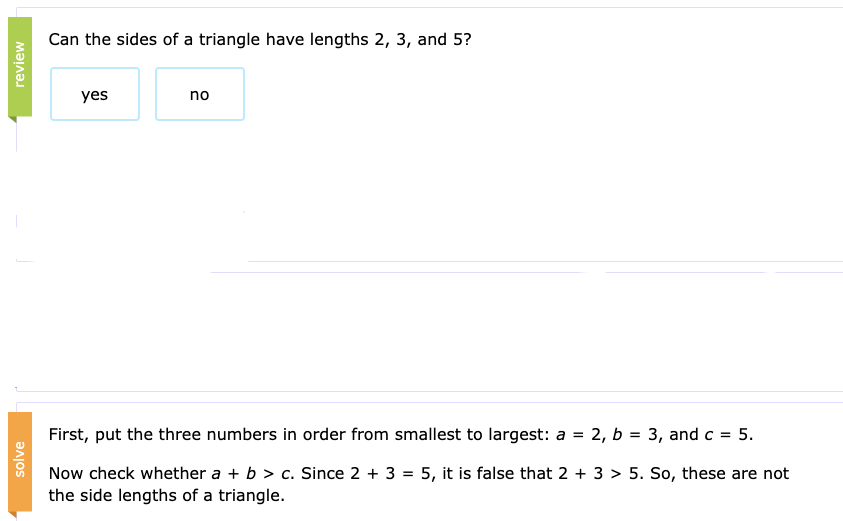 review
Can the sides of a triangle have lengths 2, 3, and 5?
yes
no
solve
First, put the three numbers in order from smallest to largest: a = 2, b = 3, and c = 5.
Now check whether a + b > c. Since 2 + 3 = 5, it is false that 2 + 3 > 5. So, these are not
the side lengths of a triangle.